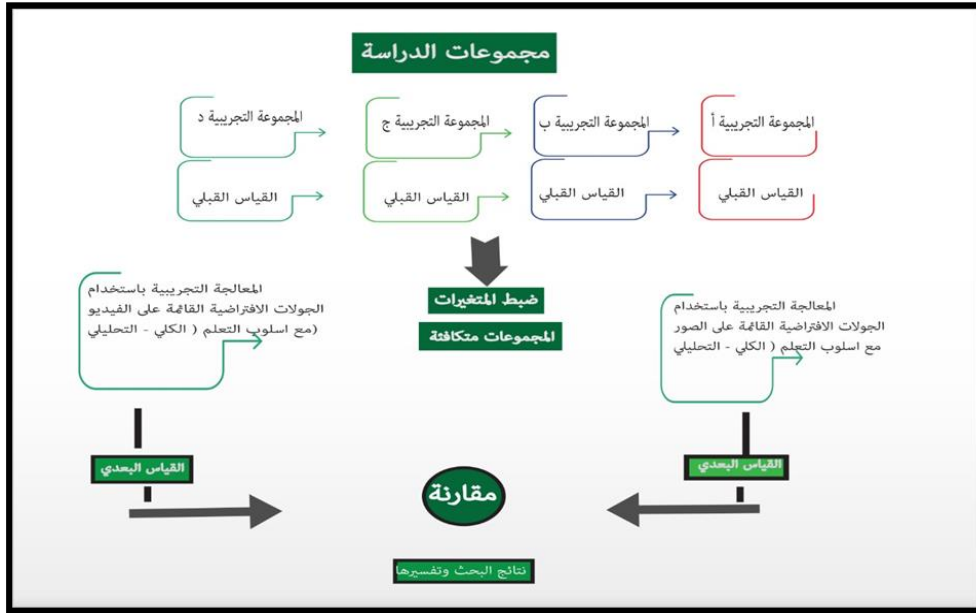 مجموعات الدراسة
المجموعة التجريبية أ
المجموعة التجريبية ب
المجموعة التجريبية ج
المجموعة التجريبية د
القياس القبلي
القياس القبلي
القياس القبلي
القياس القبلي
ضبط المتغيرات
المجموعات متكافتة
المعالجة التجريبية باستخدام
الجولات الافتراضية القائمة على الصور
مع اسلوب التعلم ( الكلي - التحليلي
المعالجة التجريبية باستخدام
الجولات الافتراضية القائمة على الفيديو
(مع اسلوب التعلم ( الكلي - التحليلي
القياس البعدي
القياس البعدي
مقارنة
نتائج البحث وتفسيرها